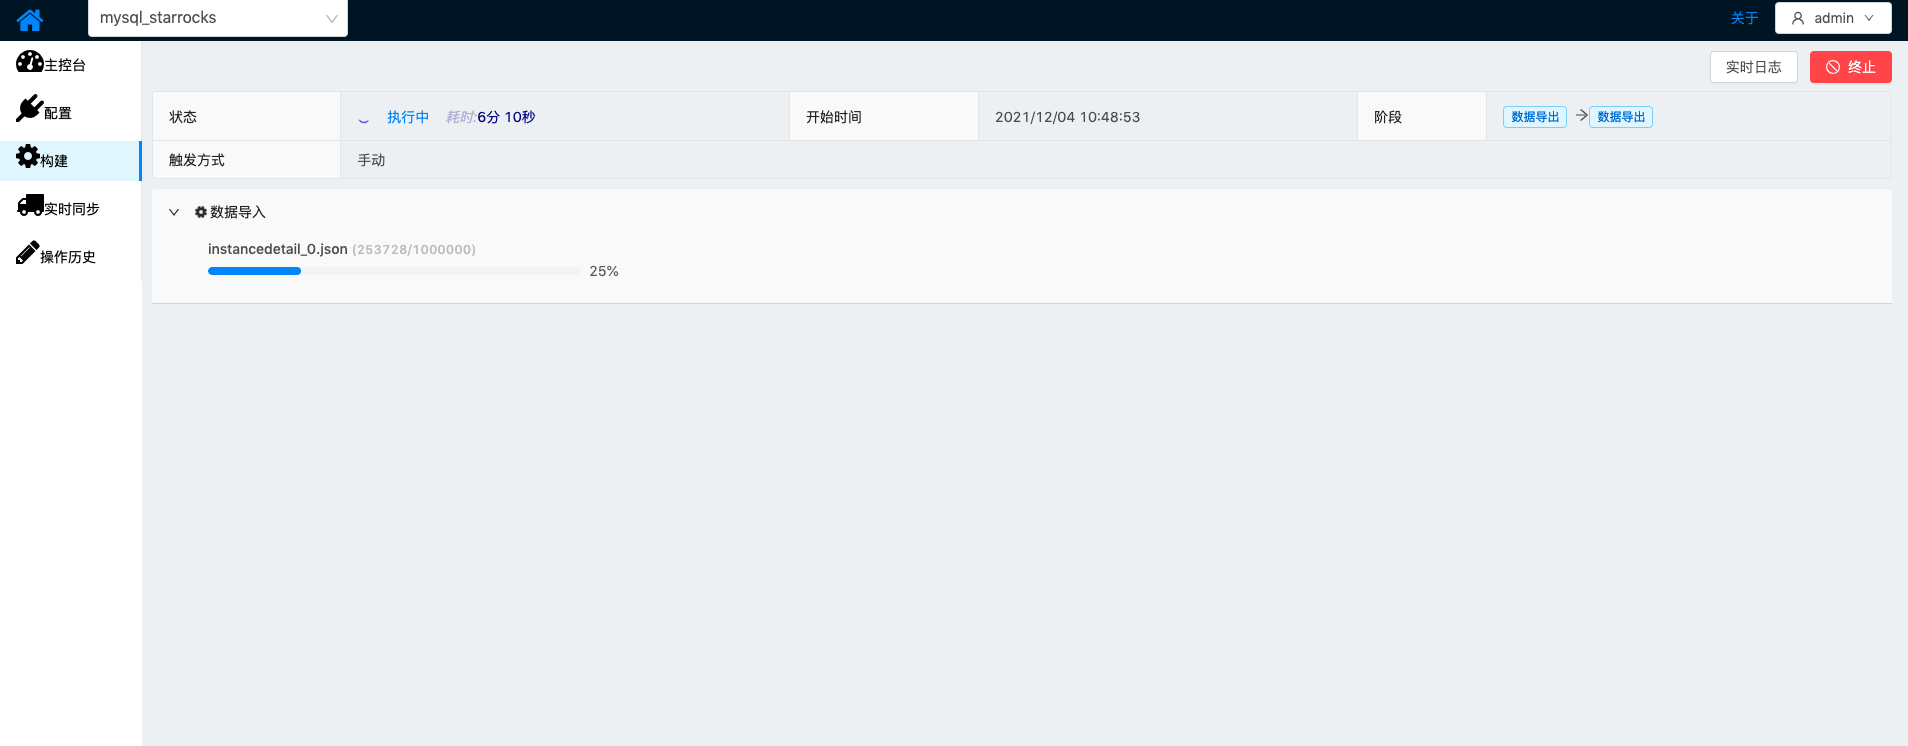 mysql_starrocks
关于
admin
主控台
配置
构建
实时同步
操作历史
实时日志
终止
状态 执行中 耗时:6分 10秒 开始时间 2021/12/04 10:48:53 阶段 数据导出 数据导出
触发方式 手动
数据导入
instancedetail_0.json (253728/1000000)
25%